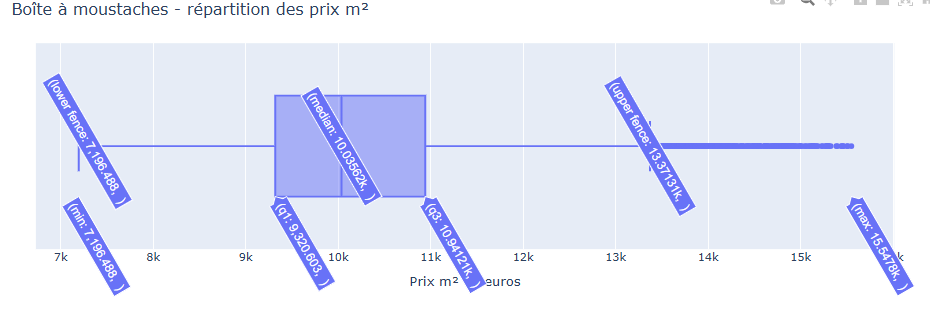 Boîte à moustaches - répartition des prix m²
(lower fence: 7,196.488, )
(median: 10.03562k, )
(upper fence: 13.37131k, )
(min: 7,196.488, )
(q1: 9,320.603, )
(q3: 10.94121k, )
(max: 15.5478k, )
7k 8k 9k 10k 11k 12k 13k 14k 15k k
Prix m² euros